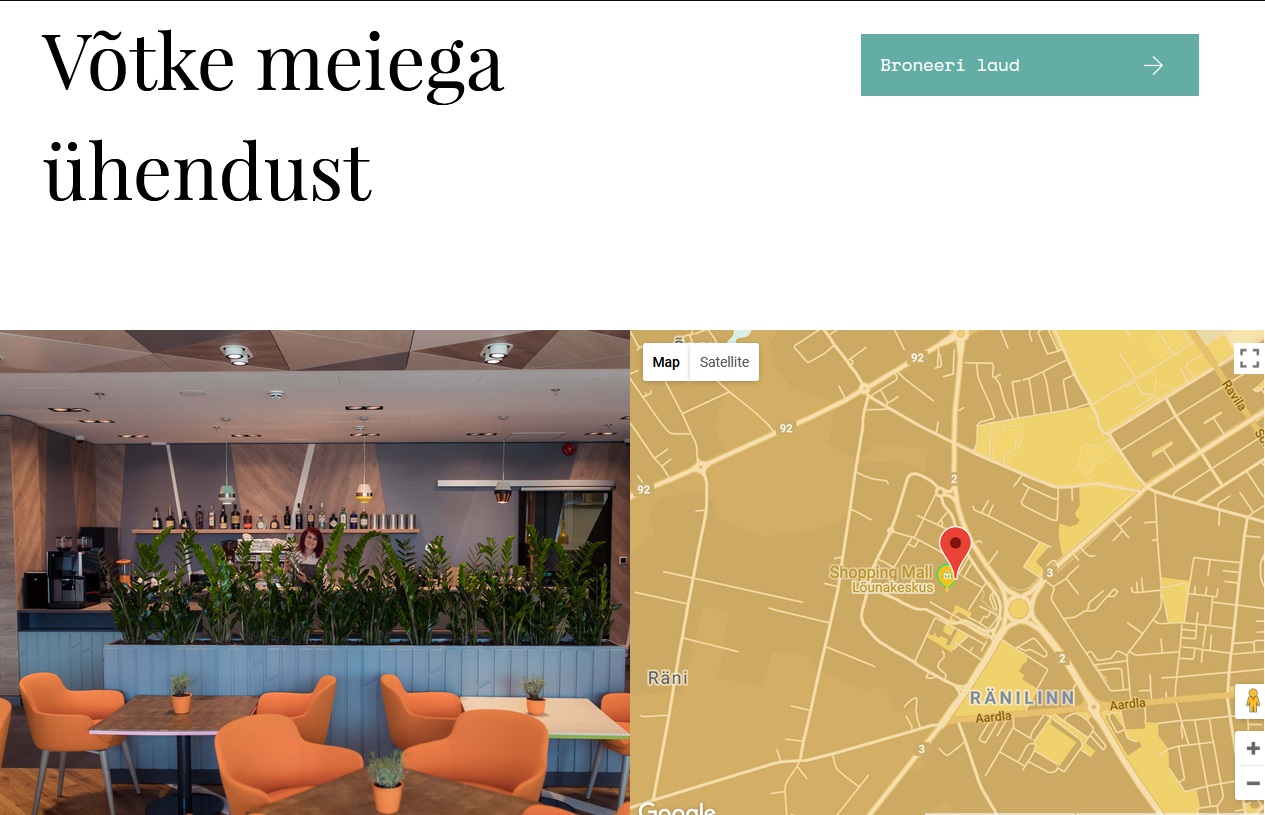 Võtke meiega
ühendust
Broneeri laud
Map
Satellite
92
92
92
2
3
Ravila
Shopping Mall
Lõunakeskus
Räni
RÄNILINN
2
Aardla
Aardla
3
Google